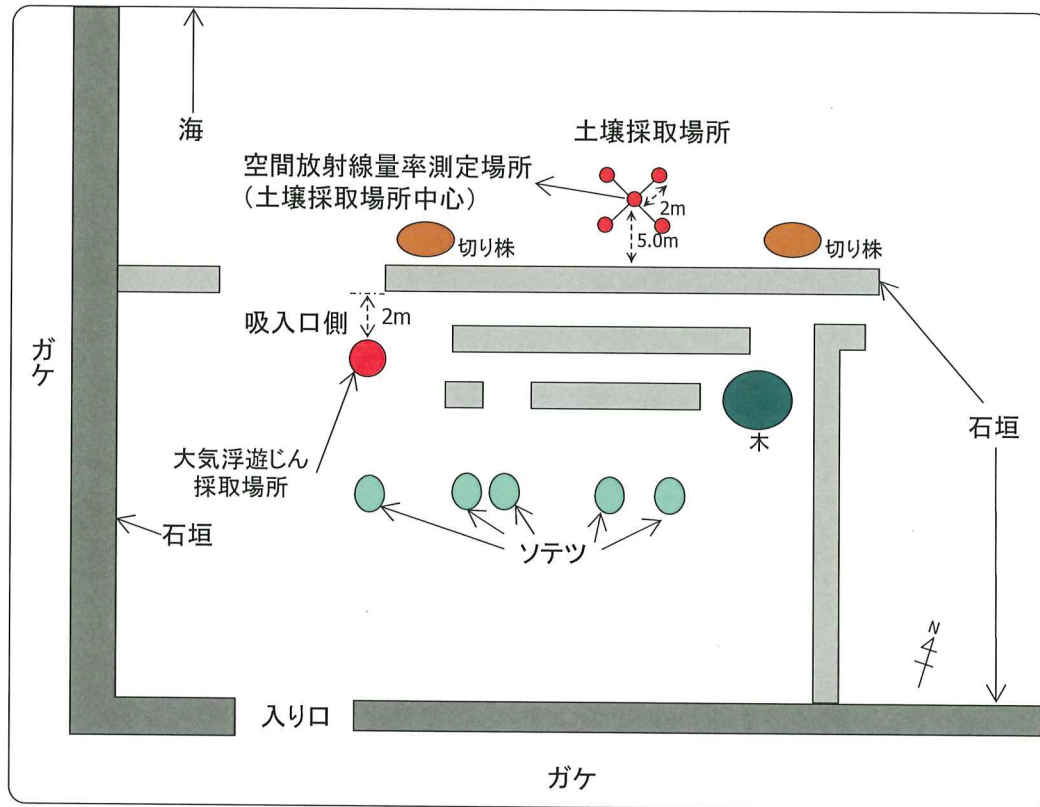 海
土壌採取場所
空間放射線量率測定場所
（土壌採取場所中心）
2m
5.0m
切り株
切り株
吸入口側
2m
ガケ
石垣
木
大気浮遊じん
採取場所
石垣
ソテツ
N
入り口
ガケ